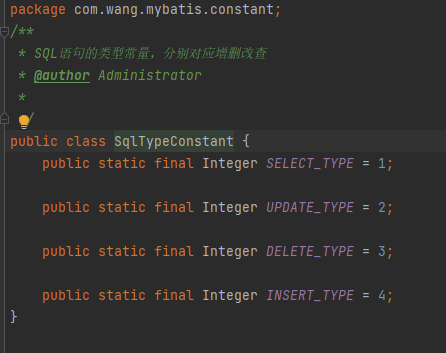 package com.wang.mybatis.constant;
/**
 * SQL语句的类型常量，分别对应增删改查
 * @author Administrator
 *
 */
public class SqlTypeConstant {
    public static final Integer SELECT_TYPE = 1;
    public static final Integer UPDATE_TYPE = 2;
    public static final Integer DELETE_TYPE = 3;
    public static final Integer INSERT_TYPE = 4;
}